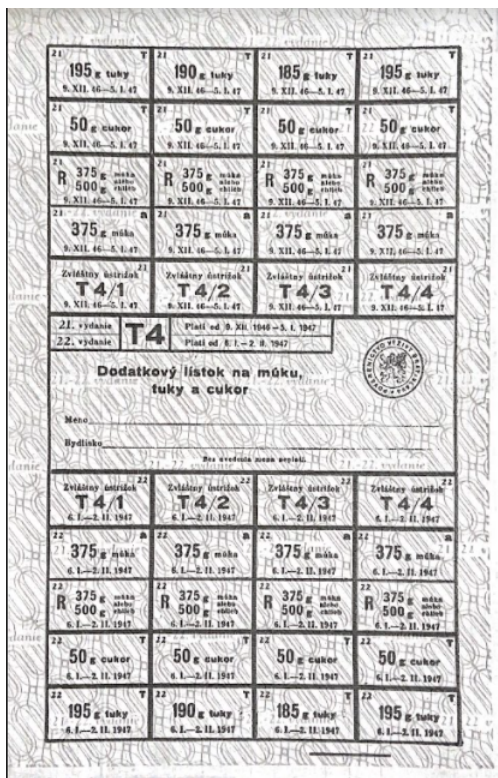 21 T 21 T 21 T 21 T
195 g tuky 190 g tuky 185 g tuky 195 g tuky
9. XII. 46—5. I. 47 9. XII. 46—5. I. 47 9. XII. 46—5. I. 47 9. XII. 46—5. I. 47
21 T 21 T 21 T 21 T
50 g cukor 50 g cukor 50 g cukor 50 g cukor
9. XII. 46—5. I. 47 9. XII. 46—5. I. 47 9. XII. 46—5. I. 47 9. XII. 46—5. I. 47
21 21 21 21
R 375 g múka R 375 g múka R 375 g múka R 375 g múka
alebo alebo alebo alebo
500 g chlieb 500 g chlieb 500 g chlieb 500 g chlieb
9. XII. 46—5. I. 47 9. XII. 46—5. I. 47 9. XII. 46—5. I. 47 9. XII. 46—5. I. 47
21 a 21 a 21 a 21 a
375 g múka 375 g múka 375 g múka 375 g múka
9. XII. 46—5. I. 47 9. XII. 46—5. I. 47 9. XII. 46—5. I. 47 9. XII. 46—5. I. 47
Zvláštny ústrižok 21 Zvláštny ústrižok 21 Zvláštny ústrižok 21 Zvláštny ústrižok 21
T 4/1 T 4/2 T 4/3 T 4/4
9. XII. 46—5. I. 47 9. XII. 46—5. I. 47 9. XII. 46—5. I. 47 9. XII. 46—5. I. 47
21. vydanie T4 Platí od 9. XII. 1946 – 5. I. 1947
22. vydanie Platí od 6. I. – 2. II. 1947
Dodatkový lístok na múku,
tuky a cukor
Meno
Bydlisko
Bez uvedenia mena neplatí.
Zvláštny ústrižok 22 Zvláštny ústrižok 22 Zvláštny ústrižok 22 Zvláštny ústrižok 22
T 4/1 T 4/2 T 4/3 T 4/4
6. I.—2. II. 1947 6. I.—2. II. 1947 6. I.—2. II. 1947 6. I.—2. II. 1947
22 a 22 a 22 a 22 a
375 g múka 375 g múka 375 g múka 375 g múka
6. I.—2. II. 1947 6. I.—2. II. 1947 6. I.—2. II. 1947 6. I.—2. II. 1947
22 22 22 22
R 375 g múka R 375 g múka R 375 g múka R 375 g múka
alebo alebo alebo alebo
500 g chlieb 500 g chlieb 500 g chlieb 500 g chlieb
6. I.—2. II. 1947 6. I.—2. II. 1947 6. I.—2. II. 1947 6. I.—2. II. 1947
22 T 22 T 22 T 22 T
50 g cukor 50 g cukor 50 g cukor 50 g cukor
6. I.—2. II. 1947 6. I.—2. II. 1947 6. I.—2. II. 1947 6. I.—2. II. 1947
22 T 22 T 22 T 22 T
195 g tuky 190 g tuky 185 g tuky 195 g tuky
6. I.—2. II. 1947 6. I.—2. II. 1947 6. I.—2. II. 1947 6. I.—2. II. 1947